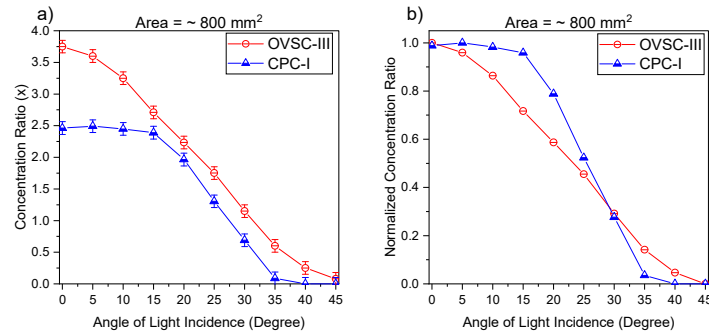 a)
Area = ~ 800 mm²
OVSC-III
CPC-I
4.0
3.5
3.0
2.5
2.0
1.5
1.0
0.5
0.0
Concentration Ratio (x)
0 5 10 15 20 25 30 35 40 45
Angle of Light Incidence (Degree)
b)
Area = ~ 800 mm²
OVSC-III
CPC-I
1.0
0.8
0.6
0.4
0.2
0.0
Normalized Concentration Ratio
0 5 10 15 20 25 30 35 40 45
Angle of Light Incidence (Degree)